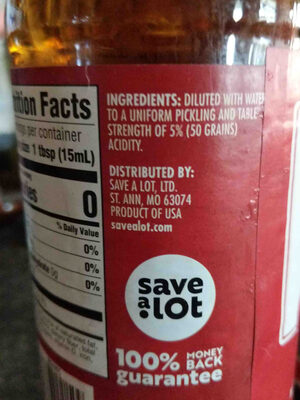 ition Facts
per container
1 tbsp (15mL)
0
% Daily Value
0%
0%
0%
INGREDIENTS: DILUTED WITH WATER
TO A UNIFORM PICKLING AND TABLE
STRENGTH OF 5% (50 GRAINS)
ACIDITY.
DISTRIBUTED BY:
SAVE A LOT, LTD.
ST. ANN, MO 63074
PRODUCT OF USA
savealot.com
save
a
lot
100% MONEY
BACK
guarantee